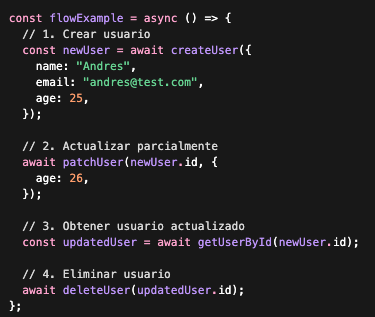 const flowExample = async () => {
  // 1. Crear usuario
  const newUser = await createUser({
    name: "Andres",
    email: "andres@test.com",
    age: 25,
  });

  // 2. Actualizar parcialmente
  await patchUser(newUser.id, {
    age: 26,
  });

  // 3. Obtener usuario actualizado
  const updatedUser = await getUserById(newUser.id);

  // 4. Eliminar usuario
  await deleteUser(updatedUser.id);
};